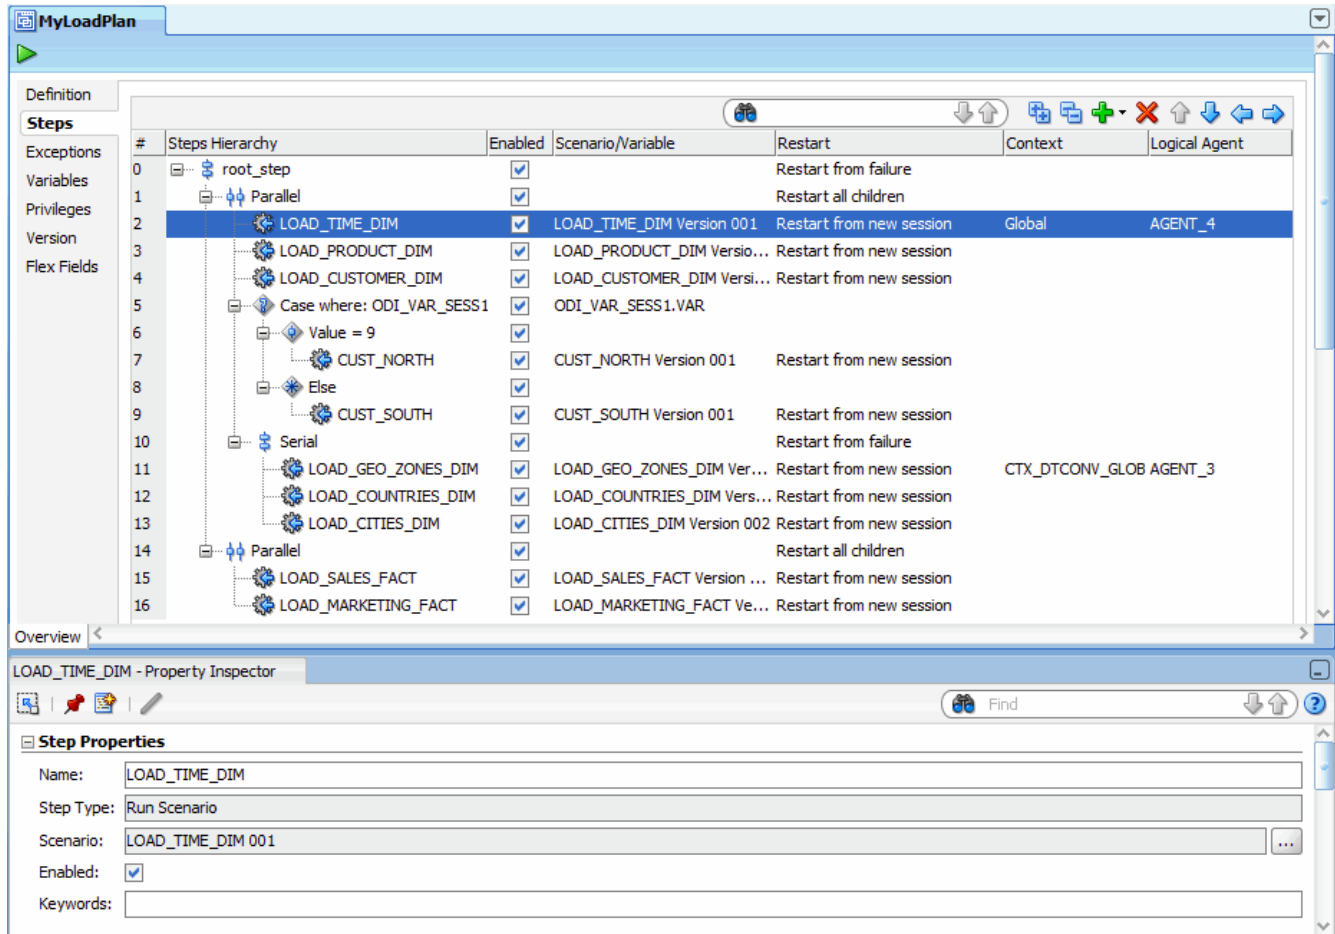 MyLoadPlan
Definition
Steps
Exceptions
Variables
Privileges
Version
Flex Fields
# Steps Hierarchy Enabled Scenario/Variable Restart Context Logical Agent
0 root_step Restart from failure
1 Parallel Restart all children
2 LOAD_TIME_DIM LOAD_TIME_DIM Version 001 Restart from new session Global AGENT_4
3 LOAD_PRODUCT_DIM LOAD_PRODUCT_DIM Versio... Restart from new session
4 LOAD_CUSTOMER_DIM LOAD_CUSTOMER_DIM Versi... Restart from new session
5 Case where: ODI_VAR_SESS1 ODI_VAR_SESS1.VAR
6 Value = 9
7 CUST_NORTH CUST_NORTH Version 001 Restart from new session
8 Else
9 CUST_SOUTH CUST_SOUTH Version 001 Restart from new session
10 Serial Restart from failure
11 LOAD_GEO_ZONES_DIM LOAD_GEO_ZONES_DIM Ver... Restart from new session CTX_DTCONV_GLOB AGENT_3
12 LOAD_COUNTRIES_DIM LOAD_COUNTRIES_DIM Vers... Restart from new session
13 LOAD_CITIES_DIM LOAD_CITIES_DIM Version 002 Restart from new session
14 Parallel Restart all children
15 LOAD_SALES_FACT LOAD_SALES_FACT Version ... Restart from new session
16 LOAD_MARKETING_FACT LOAD_MARKETING_FACT Ve... Restart from new session
Overview
LOAD_TIME_DIM - Property Inspector
Find
Step Properties
Name: LOAD_TIME_DIM
Step Type: Run Scenario
Scenario: LOAD_TIME_DIM 001 ...
Enabled:
Keywords: